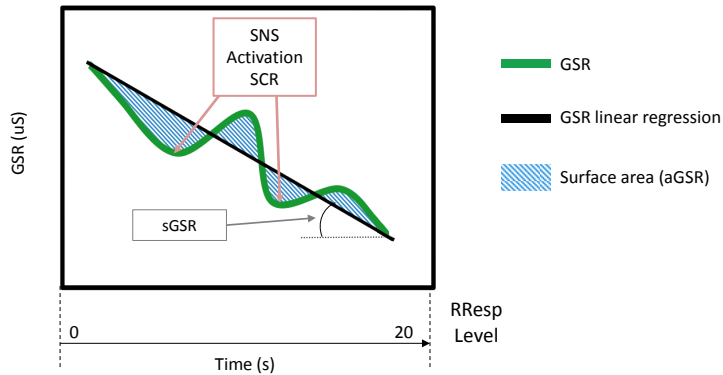 SNS
Activation
SCR
GSR (uS)
sGSR
GSR
GSR linear regression
Surface area (aGSR)
0
20
RResp
Level
Time (s)